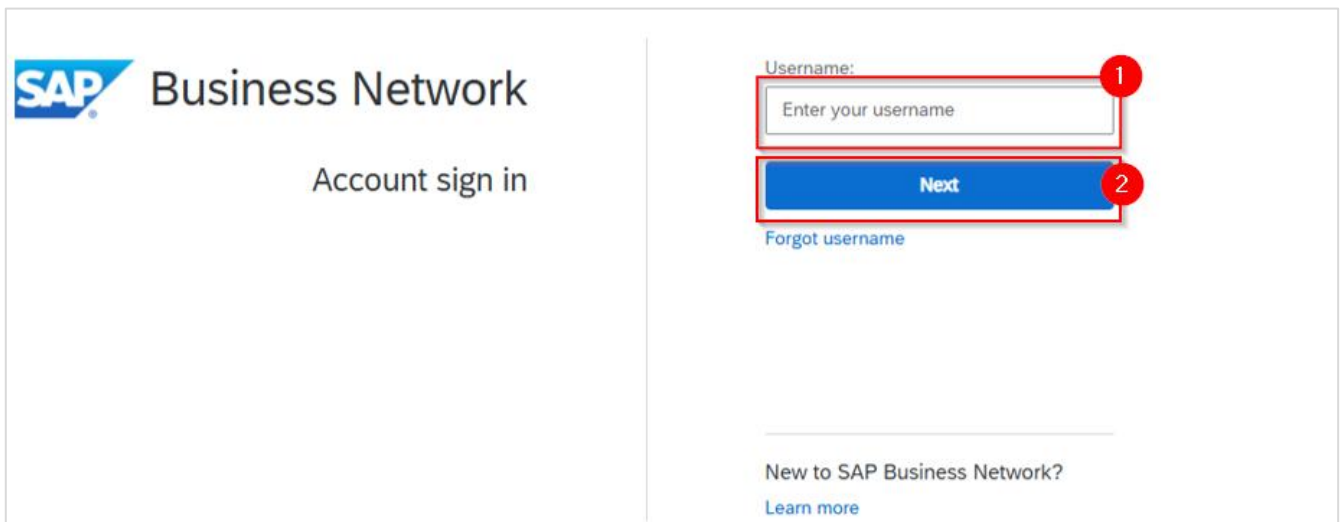 SAP Business Network
Account sign in
Username:
1
Enter your username
Next
2
Forgot username
New to SAP Business Network?
Learn more